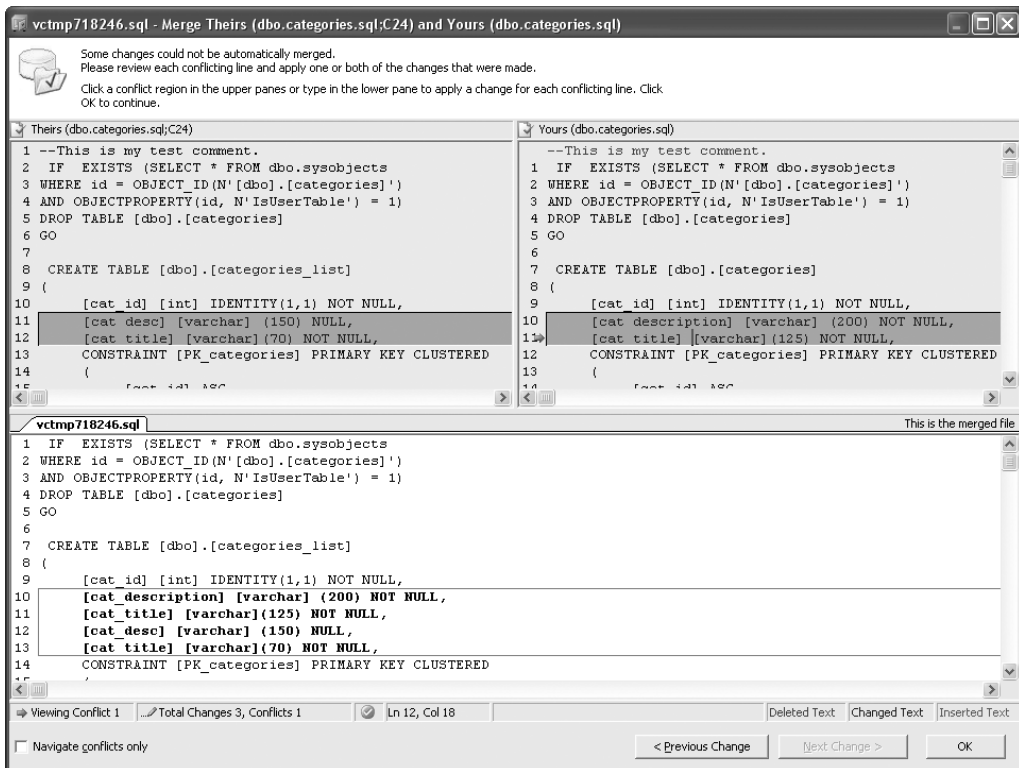 vctmp718246.sql - Merge Theirs (dbo.categories.sql;C24) and Yours (dbo.categories.sql)
Some changes could not be automatically merged.
Please review each conflicting line and apply one or both of the changes that were made.
Click a conflict region in the upper panes or type in the lower pane to apply a change for each conflicting line. Click
OK to continue.
Theirs (dbo.categories.sql;C24)
1 --This is my test comment.
2 IF EXISTS (SELECT * FROM dbo.sysobjects
3 WHERE id = OBJECT_ID(N'[dbo].[categories]')
4 AND OBJECTPROPERTY(id, N'IsUserTable') = 1)
5 DROP TABLE [dbo].[categories]
6 GO
7
8 CREATE TABLE [dbo].[categories_list]
9 (
10 [cat_id] [int] IDENTITY(1,1) NOT NULL,
11 [cat_desc] [varchar] (150) NULL,
12 [cat_title] [varchar](70) NOT NULL,
13 CONSTRAINT [PK_categories] PRIMARY KEY CLUSTERED
14 (
15 [cat_id] ASC
Yours (dbo.categories.sql)
--This is my test comment.
1 IF EXISTS (SELECT * FROM dbo.sysobjects
2 WHERE id = OBJECT_ID(N'[dbo].[categories]')
3 AND OBJECTPROPERTY(id, N'IsUserTable') = 1)
4 DROP TABLE [dbo].[categories]
5 GO
6
7 CREATE TABLE [dbo].[categories]
8 (
9 [cat_id] [int] IDENTITY(1,1) NOT NULL,
10 [cat_description] [varchar] (200) NOT NULL,
11 [cat_title] [varchar](125) NOT NULL,
12 CONSTRAINT [PK_categories] PRIMARY KEY CLUSTERED
13 (
14 [cat_id] ASC
vctmp718246.sql
This is the merged file
1 IF EXISTS (SELECT * FROM dbo.sysobjects
2 WHERE id = OBJECT_ID(N'[dbo].[categories]')
3 AND OBJECTPROPERTY(id, N'IsUserTable') = 1)
4 DROP TABLE [dbo].[categories]
5 GO
6
7 CREATE TABLE [dbo].[categories_list]
8 (
9 [cat_id] [int] IDENTITY(1,1) NOT NULL,
10 [cat_description] [varchar] (200) NOT NULL,
11 [cat_title] [varchar](125) NOT NULL,
12 [cat_desc] [varchar] (150) NULL,
13 [cat_title] [varchar](70) NOT NULL,
14 CONSTRAINT [PK_categories] PRIMARY KEY CLUSTERED
15 (
Viewing Conflict 1
Total Changes 3, Conflicts 1
Ln 12, Col 18
Deleted Text
Changed Text
Inserted Text
Navigate conflicts only
< Previous Change
Next Change >
OK